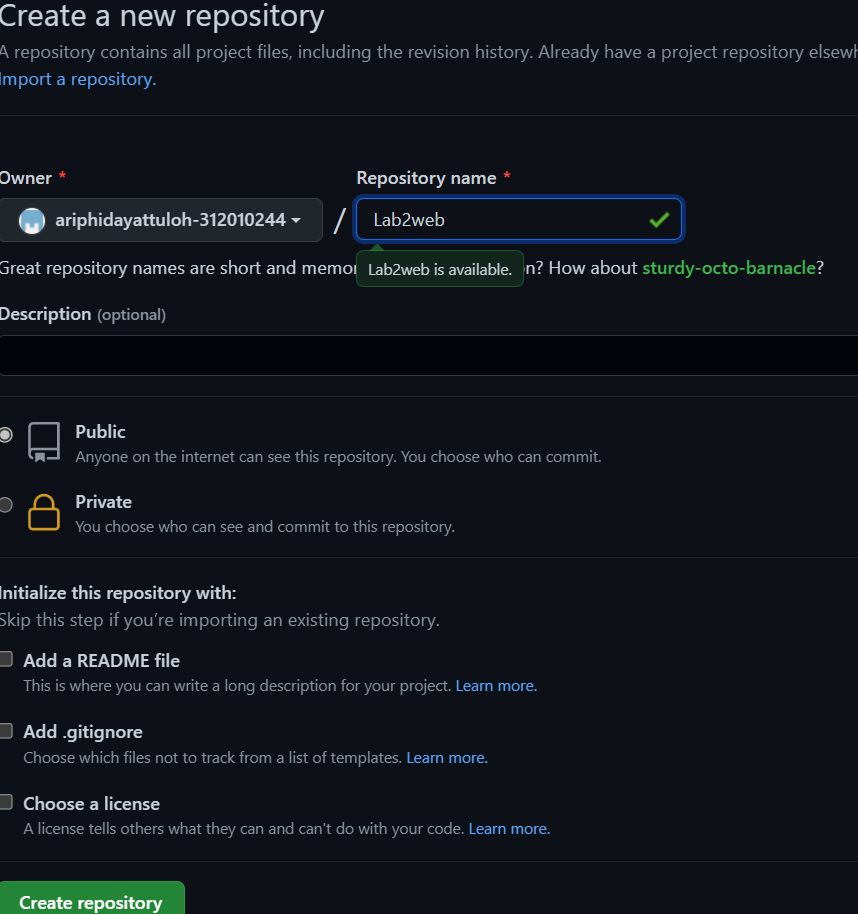 Create a new repository
A repository contains all project files, including the revision history. Already have a project repository
Import a repository.
Owner *
Repository name *
ariphidayattuloh-312010244
/
Lab2web
Great repository names are short and How about sturdy-octo-barnacle?
Lab2web is available.
Description (optional)
Public
Anyone on the internet can see this repository. You choose who can commit.
Private
You choose who can see and commit to this repository.
Initialize this repository with:
Skip this step if you’re importing an existing repository.
Add a README file
This is where you can write a long description for your project. Learn more.
Add .gitignore
Choose which files not to track from a list of templates. Learn more.
Choose a license
A license tells others what they can and can't do with your code. Learn more.
Create repository